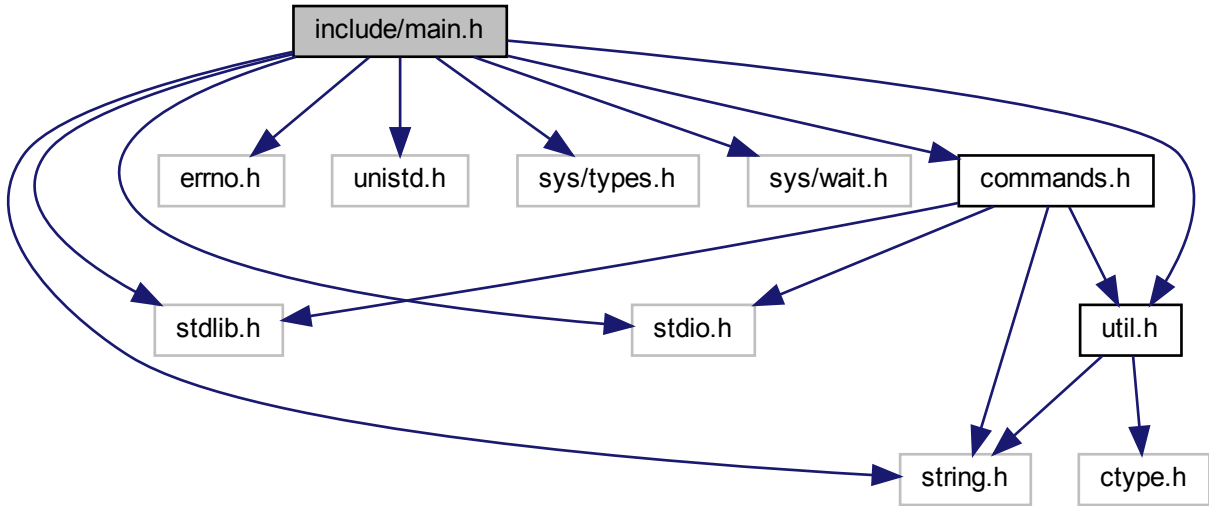 include/main.h
errno.h
unistd.h
sys/types.h
sys/wait.h
commands.h
stdlib.h
stdio.h
util.h
string.h
ctype.h